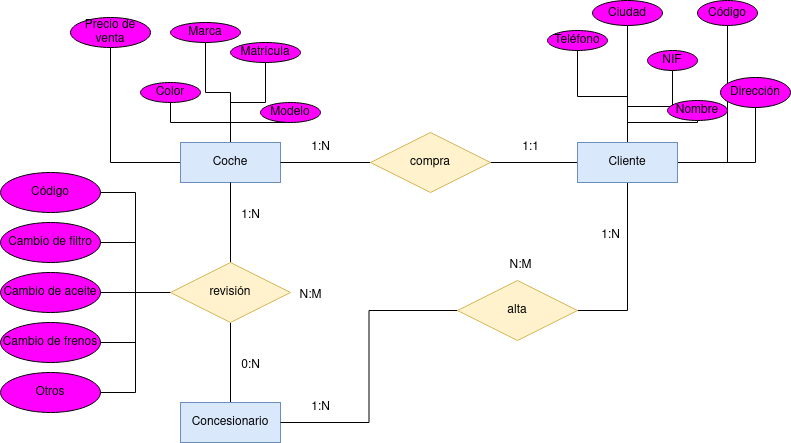 Ciudad
Código
Precio de
venta
Marca
Teléfono
Matrícula
NIF
Color
Dirección
Modelo
Nombre
1:N
1:1
Coche
compra
Cliente
Código
1:N
Cambio de filtro
1:N
N:M
Cambio de aceite
revisión
N:M
alta
Cambio de frenos
0:N
Otros
1:N
Concesionario